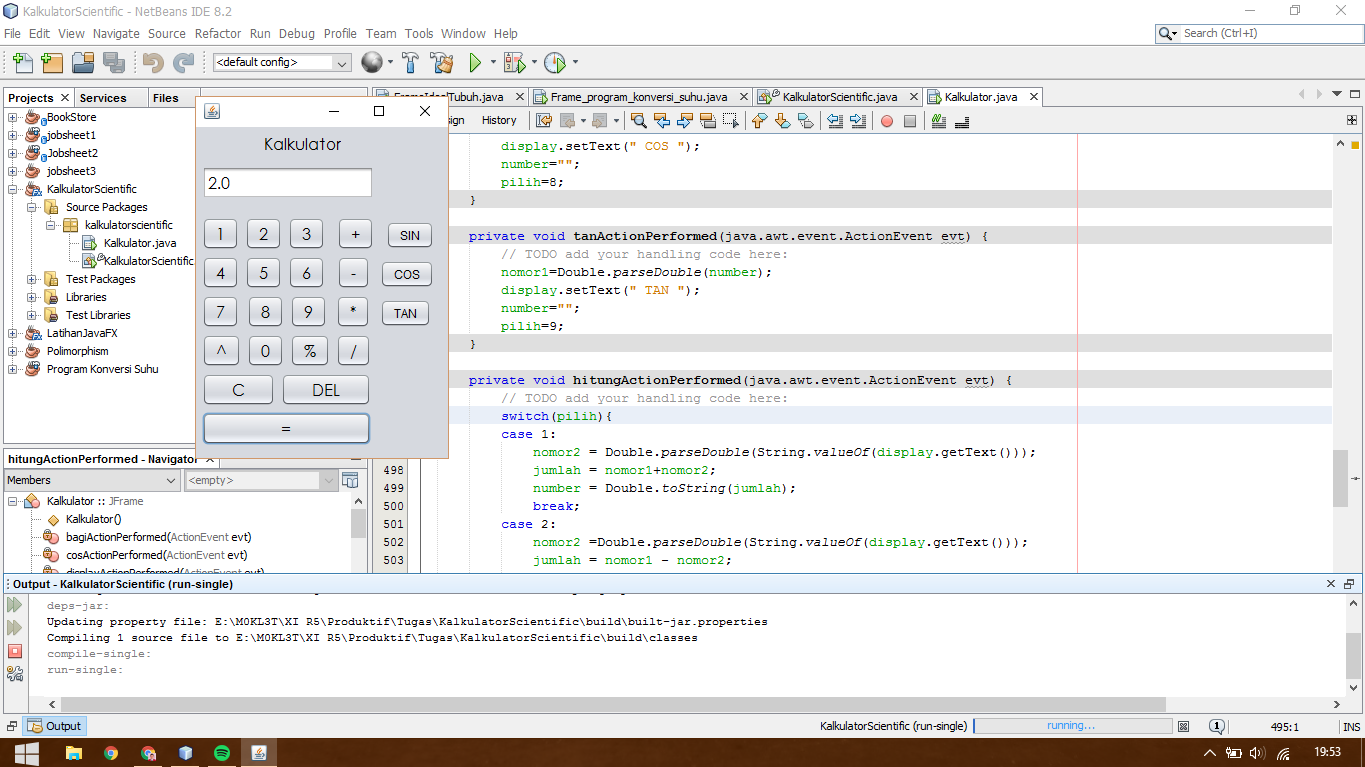 KalkulatorScientific - NetBeans IDE 8.2
File Edit View Navigate Source Refactor Run Debug Profile Team Tools Window Help
Search (Ctrl+I)
<default config>
Projects Services Files
BookStore
jobsheet1
Jobsheet2
jobsheet3
KalkulatorScientific
Source Packages
kalkulatorscientific
Kalkulator.java
KalkulatorScientific
Test Packages
Libraries
Test Libraries
LatihanJavaFX
Polimorphism
Program Konversi Suhu
Kalkulator
2.0
1 2 3 + SIN
4 5 6 - COS
7 8 9 * TAN
^ 0 % /
C DEL
=
FrameIdealTubuh.java Frame_program_konversi_suhu.java KalkulatorScientific.java Kalkulator.java
History
display.setText(" COS ");
number="";
pilih=8;
}
private void tanActionPerformed(java.awt.event.ActionEvent evt) {
// TODO add your handling code here:
nomor1=Double.parseDouble(number);
display.setText(" TAN ");
number="";
pilih=9;
}
private void hitungActionPerformed(java.awt.event.ActionEvent evt) {
// TODO add your handling code here:
switch(pilih){
case 1:
nomor2 = Double.parseDouble(String.valueOf(display.getText()));
498 jumlah = nomor1+nomor2;
499 number = Double.toString(jumlah);
500 break;
501 case 2:
502 nomor2 =Double.parseDouble(String.valueOf(display.getText()));
503 jumlah = nomor1 - nomor2;
hitungActionPerformed - Navigator
Members <empty>
Kalkulator :: JFrame
Kalkulator()
bagiActionPerformed(ActionEvent evt)
cosActionPerformed(ActionEvent evt)
displayActionPerformed(ActionEvent evt)
Output - KalkulatorScientific (run-single)
deps-jar:
Updating property file: E:\M0KL3T\XI R5\Produktif\Tugas\KalkulatorScientific\build\built-jar.properties
Compiling 1 source file to E:\M0KL3T\XI R5\Produktif\Tugas\KalkulatorScientific\build\classes
compile-single:
run-single:
Output
KalkulatorScientific (run-single) running... 1 495:1 INS
19:53